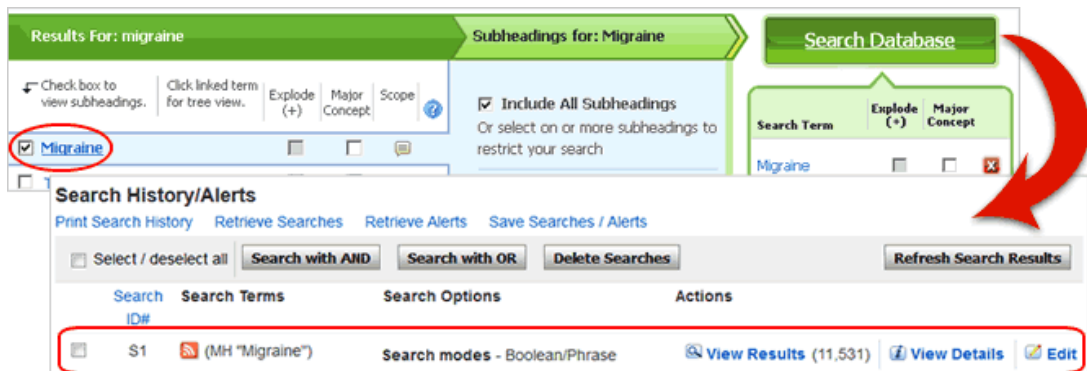 Results For: migraine
Subheadings for: Migraine
Search Database
Check box to
view subheadings.
Click linked term
for tree view.
Explode
(+)
Major
Concept
Scope
?
Include All Subheadings
Or select on or more subheadings to
restrict your search
Search Term
Explode
(+)
Major
Concept
Migraine
Migraine
Search History/Alerts
Print Search History Retrieve Searches Retrieve Alerts Save Searches / Alerts
Select / deselect all Search with AND Search with OR Delete Searches Refresh Search Results
Search
ID#
Search Terms Search Options Actions
S1 (MH "Migraine") Search modes - Boolean/Phrase View Results (11,531) View Details Edit